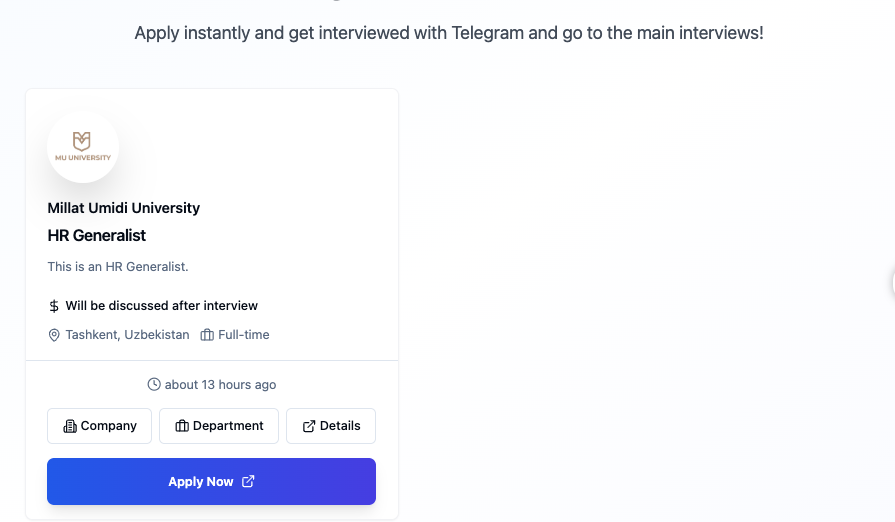 Apply instantly and get interviewed with Telegram and go to the main interviews!
MU UNIVERSITY
Millat Umidi University
HR Generalist
This is an HR Generalist.
Will be discussed after interview
Tashkent, Uzbekistan Full-time
about 13 hours ago
Company Department Details
Apply Now